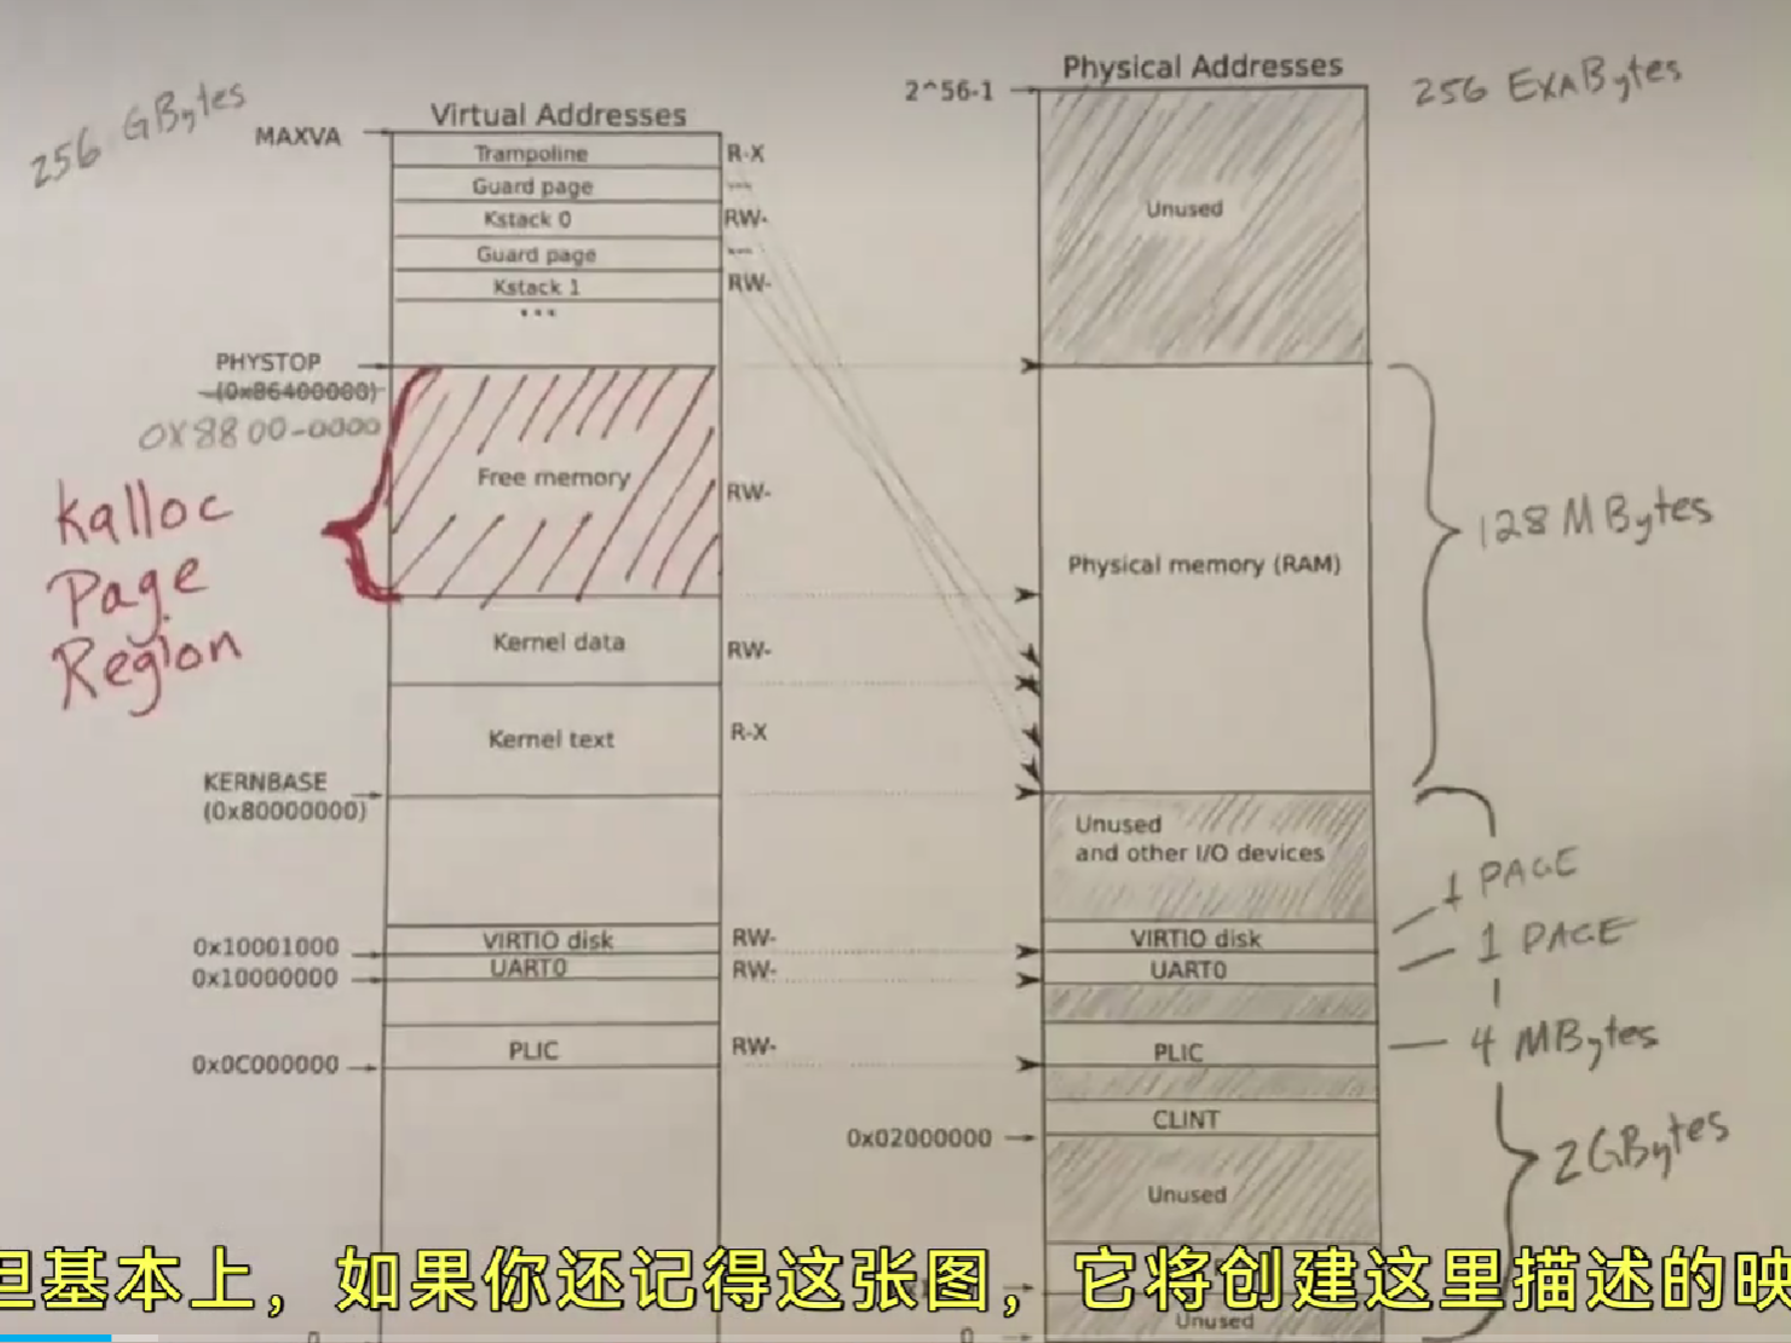 Physical Addresses
256 ExaBytes
2^56-1
256 GBytes
Virtual Addresses
MAXVA
Trampoline
R-X
Guard page
---
Unused
Kstack 0
RW-
Guard page
---
Kstack 1
RW-
...
PHYSTOP
(0x86400000)
0x8800-0000
Free memory
RW-
Kalloc
Page
Region
128 MBytes
Physical memory (RAM)
Kernel data
RW-
Kernel text
R-X
KERNBASE
(0x80000000)
Unused
and other I/O devices
1 PAGE
0x10001000
VIRTIO disk
RW-
VIRTIO disk
1 PAGE
0x10000000
UART0
RW-
UART0
0x0C000000
PLIC
RW-
PLIC
4 MBytes
CLINT
0x02000000
2GBytes
Unused
但基本上，如果你还记得这张图，它将创建这里描述的映
Unused
0
0